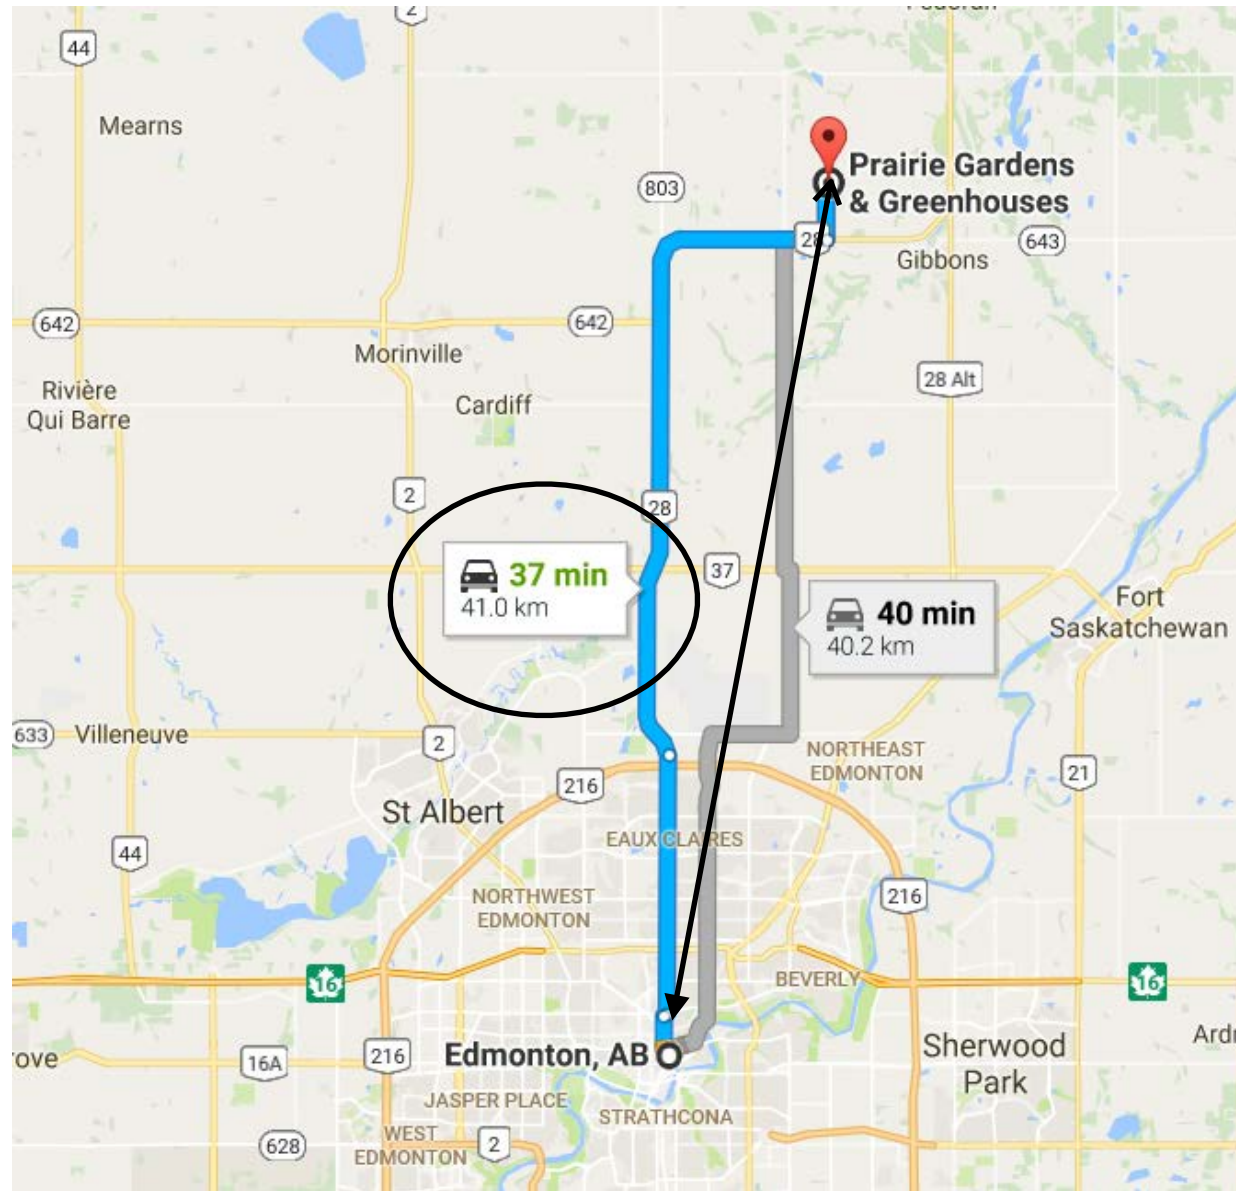 2
44
Mearns
803
Prairie Gardens
& Greenhouses
28
643
Gibbons
642
642
Morinville
28 Alt
Rivière
Qui Barre
Cardiff
2
28
37 min
41.0 km
37
40 min
40.2 km
Fort
Saskatchewan
633
Villeneuve
2
NORTHEAST
EDMONTON
21
216
St Albert
EAUX CLAIRES
44
NORTHWEST
EDMONTON
216
16
BEVERLY
16
Edmonton, AB
Sherwood
Park
16A
216
JASPER PLACE
STRATHCONA
628
WEST
EDMONTON
2